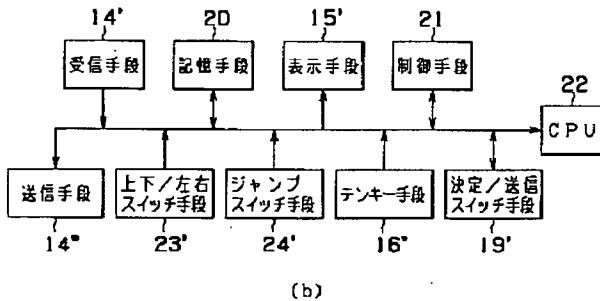 14' 20 15' 21
受信手段 記憶手段 表示手段 制御手段
22
CPU
送信手段 上下/左右スイッチ手段 ジャンプスイッチ手段 テンキー手段 決定/送信スイッチ手段
14" 23' 24' 16" 19'
(b)